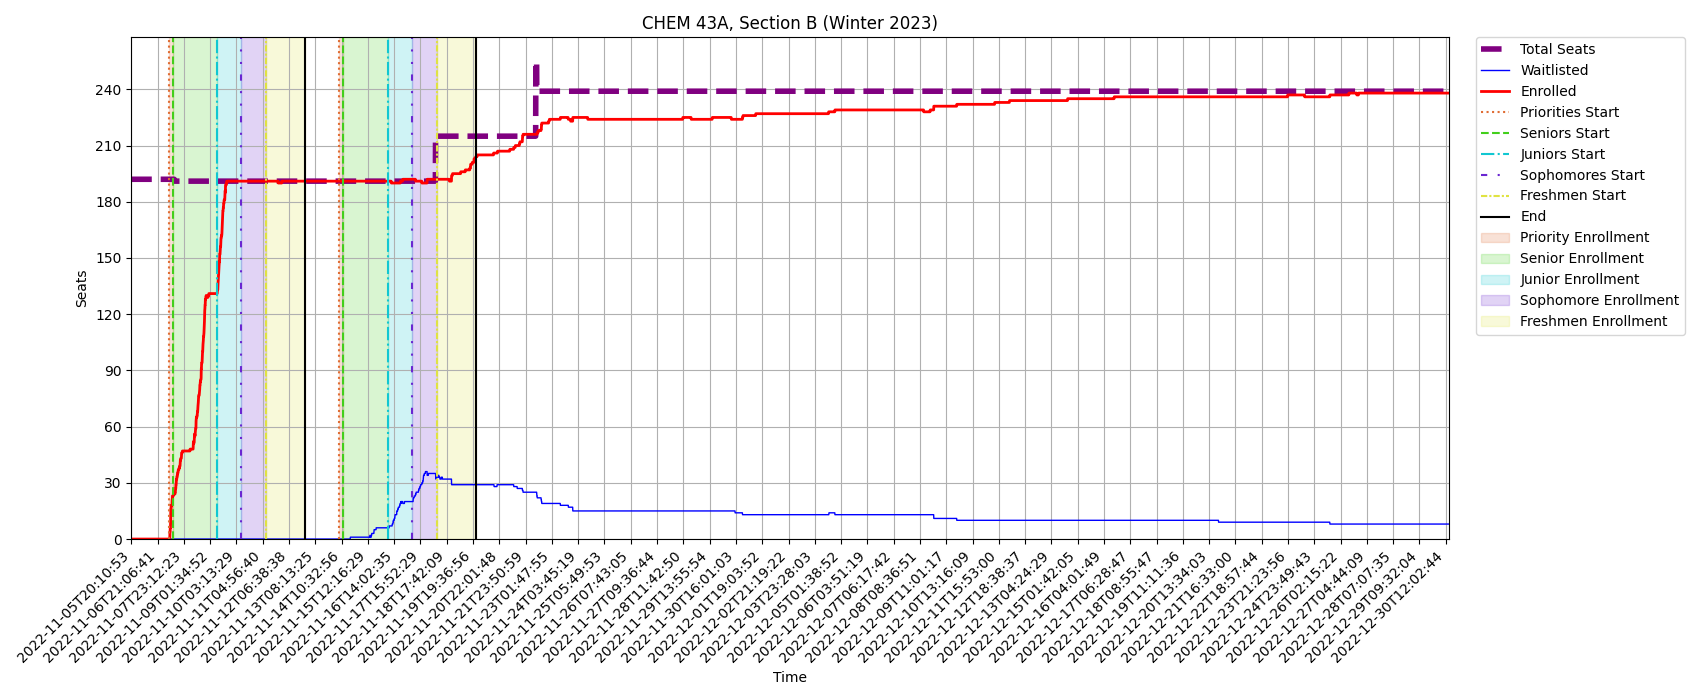 CHEM 43A, Section B (Winter 2023)
Total Seats
Waitlisted
Enrolled
Priorities Start
Seniors Start
Juniors Start
Sophomores Start
Freshmen Start
End
Priority Enrollment
Senior Enrollment
Junior Enrollment
Sophomore Enrollment
Freshmen Enrollment
Seats
240
210
180
150
120
90
60
30
0
2022-11-05T20:10:53
2022-11-06T21:06:41
2022-11-07T23:12:23
2022-11-09T01:34:52
2022-11-10T03:13:29
2022-11-11T04:56:40
2022-11-12T06:38:38
2022-11-13T08:13:25
2022-11-14T10:32:56
2022-11-15T12:16:29
2022-11-16T14:02:35
2022-11-17T15:52:29
2022-11-18T17:42:09
2022-11-19T19:36:56
2022-11-20T22:01:48
2022-11-21T23:50:59
2022-11-23T01:47:55
2022-11-24T03:45:19
2022-11-25T05:49:53
2022-11-26T07:43:05
2022-11-27T09:36:44
2022-11-28T11:42:50
2022-11-29T13:55:54
2022-11-30T16:01:03
2022-12-01T19:03:52
2022-12-02T21:19:22
2022-12-03T23:28:03
2022-12-05T01:38:52
2022-12-06T03:51:19
2022-12-07T06:17:42
2022-12-08T08:36:51
2022-12-09T11:01:17
2022-12-10T13:16:09
2022-12-11T15:53:00
2022-12-12T18:38:37
2022-12-13T04:24:29
2022-12-15T01:42:05
2022-12-16T04:01:49
2022-12-17T06:28:47
2022-12-18T08:55:47
2022-12-19T11:11:36
2022-12-20T13:34:03
2022-12-21T16:33:00
2022-12-22T18:57:44
2022-12-23T21:23:56
2022-12-24T23:49:43
2022-12-26T02:15:22
2022-12-27T04:44:09
2022-12-28T07:07:35
2022-12-29T09:32:04
2022-12-30T12:02:44
Time